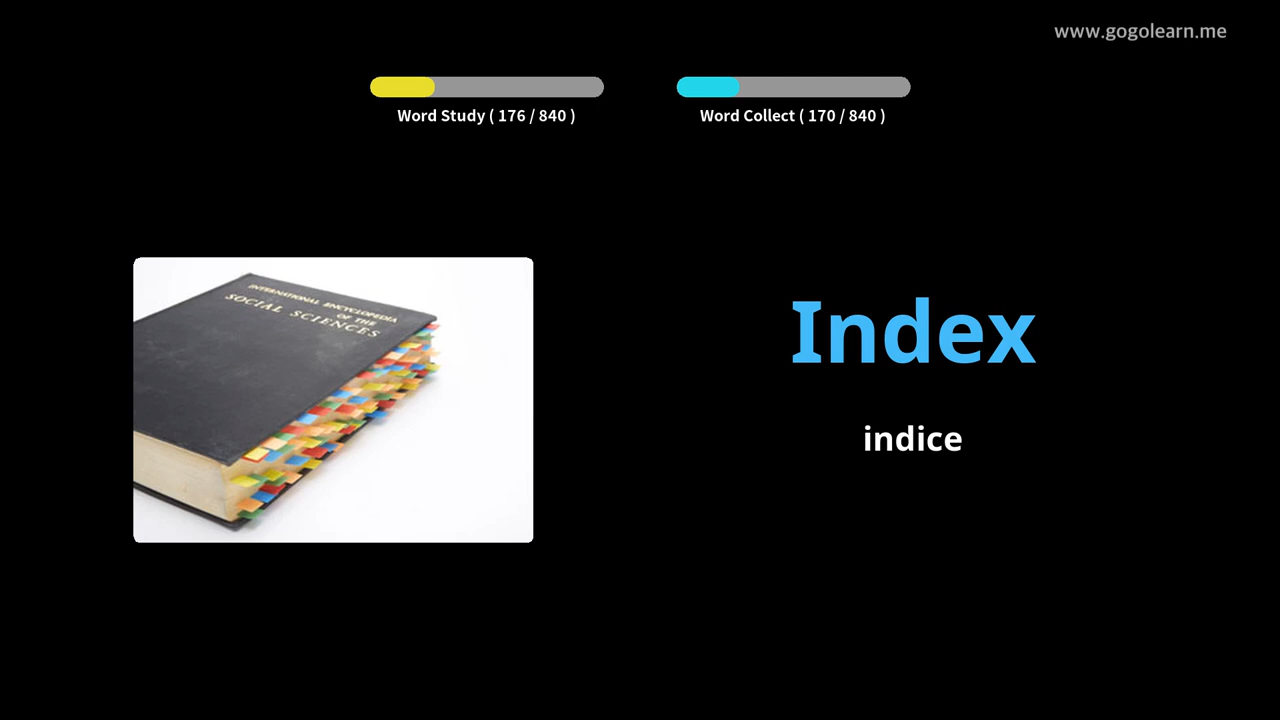 www.gogolearn.me
Word Study ( 176 / 840 )
Word Collect ( 170 / 840 )
INTERNATIONAL ENCYCLOPEDIA
OF THE
SOCIAL SCIENCES
Index
indice